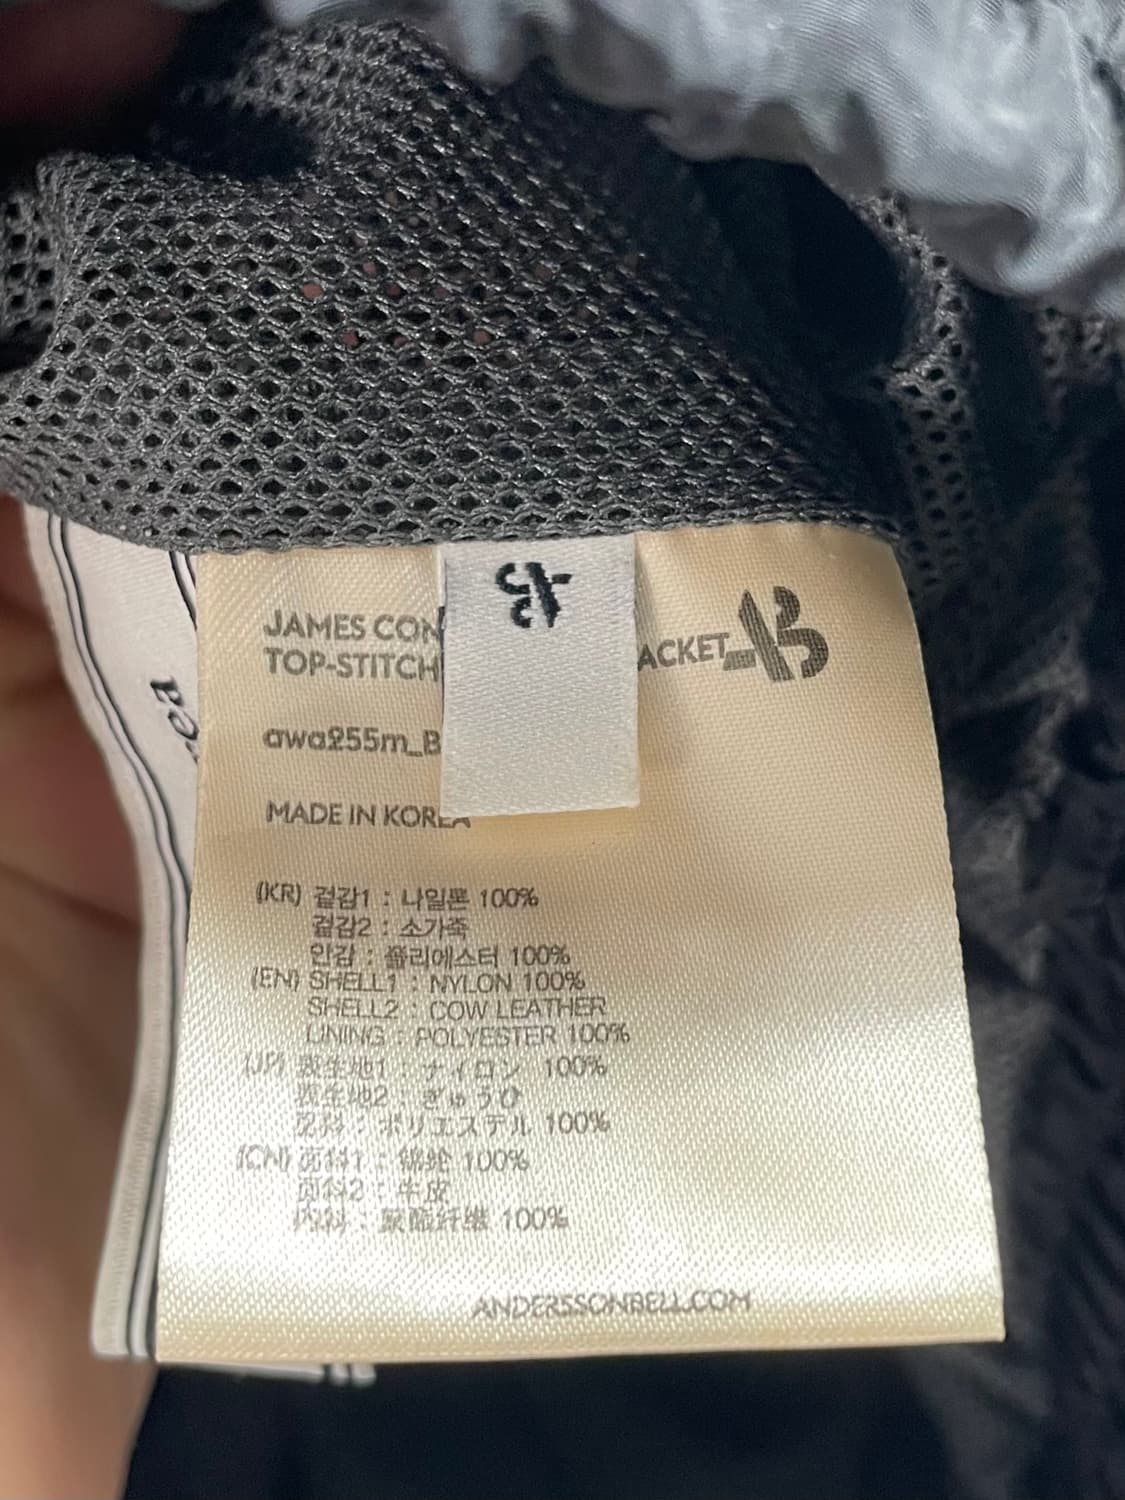 JAMES CON
TOP-STITCH ACKET
awa255m_B
MADE IN KOREA
(KR) 겉감1 : 나일론 100%
겉감2 : 소가죽
안감 : 폴리에스터 100%
(EN) SHELL1 : NYLON 100%
SHELL2 : COW LEATHER
LINING : POLYESTER 100%
(JP) 表生地1 : ナイロン 100%
表生地2 : ぎゅうひ
裏料 : ポリエステル 100%
(CN) 面料1 : 锦纶 100%
面料2 : 牛皮
内料 : 聚酯纤维 100%
ANDERSSONBELL.COM